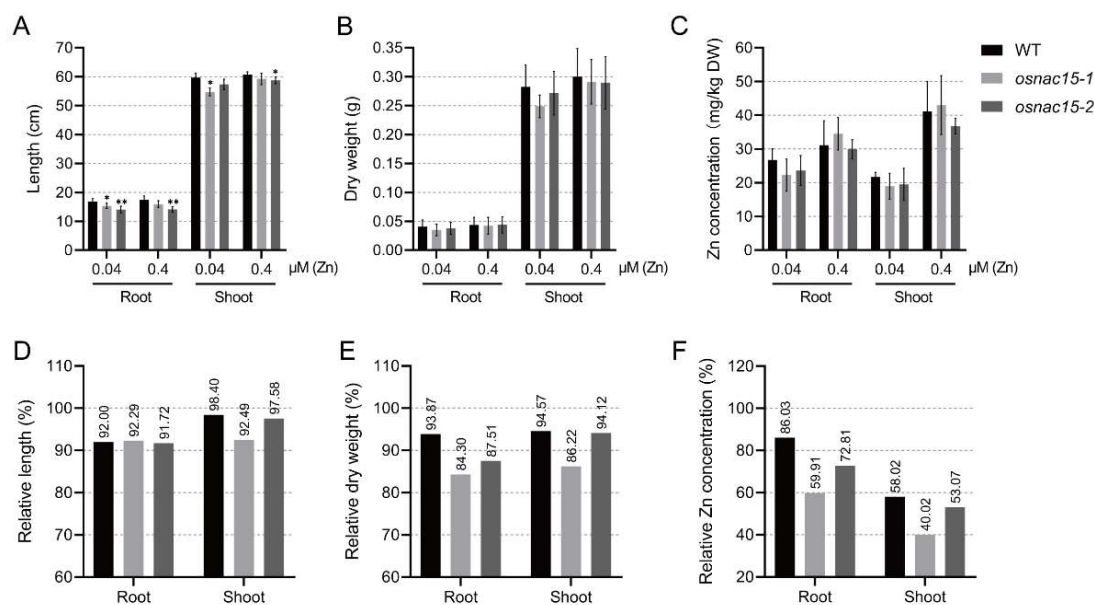 A
Length (cm)
70
60
50
40
30
20
10
0
*
**
**
*
*
0.04
0.4
0.04
0.4
μM (Zn)
Root
Shoot
B
Dry weight (g)
0.35
0.30
0.25
0.20
0.15
0.10
0.05
0.00
0.04
0.4
0.04
0.4
μM (Zn)
Root
Shoot
C
Zn concentration (mg/kg DW)
60
50
40
30
20
10
0
0.04
0.4
0.04
0.4
μM (Zn)
Root
Shoot
WT
osnac15-1
osnac15-2
D
Relative length (%)
110
100
90
80
70
60
92.00
92.29
91.72
98.40
92.49
97.58
Root
Shoot
E
Relative dry weight (%)
110
100
90
80
70
60
93.87
84.30
87.51
94.57
86.22
94.12
Root
Shoot
F
Relative Zn concentration (%)
120
100
80
60
40
20
86.03
59.91
72.81
58.02
40.02
53.07
Root
Shoot